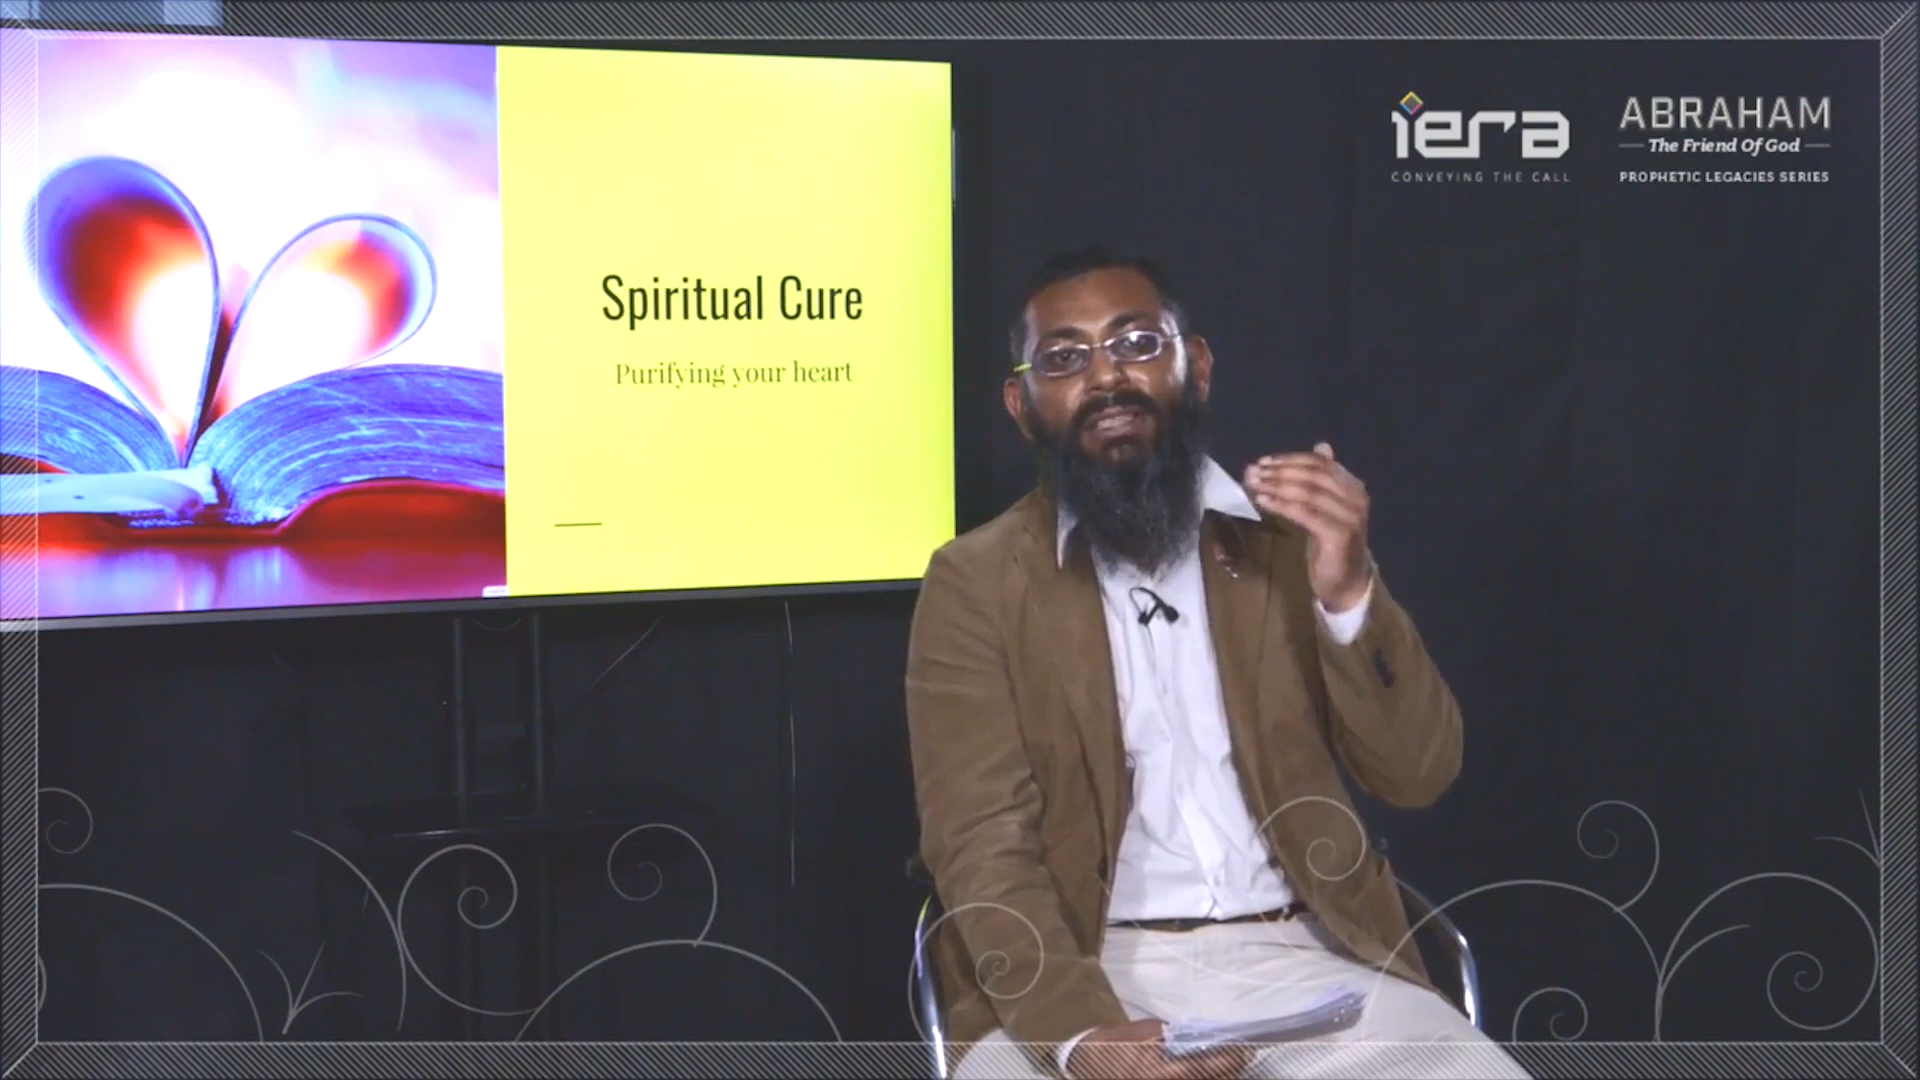 Spiritual Cure
Purifying your heart
iera
CONVEYING THE CALL
ABRAHAM
The Friend Of God
PROPHETIC LEGACIES SERIES